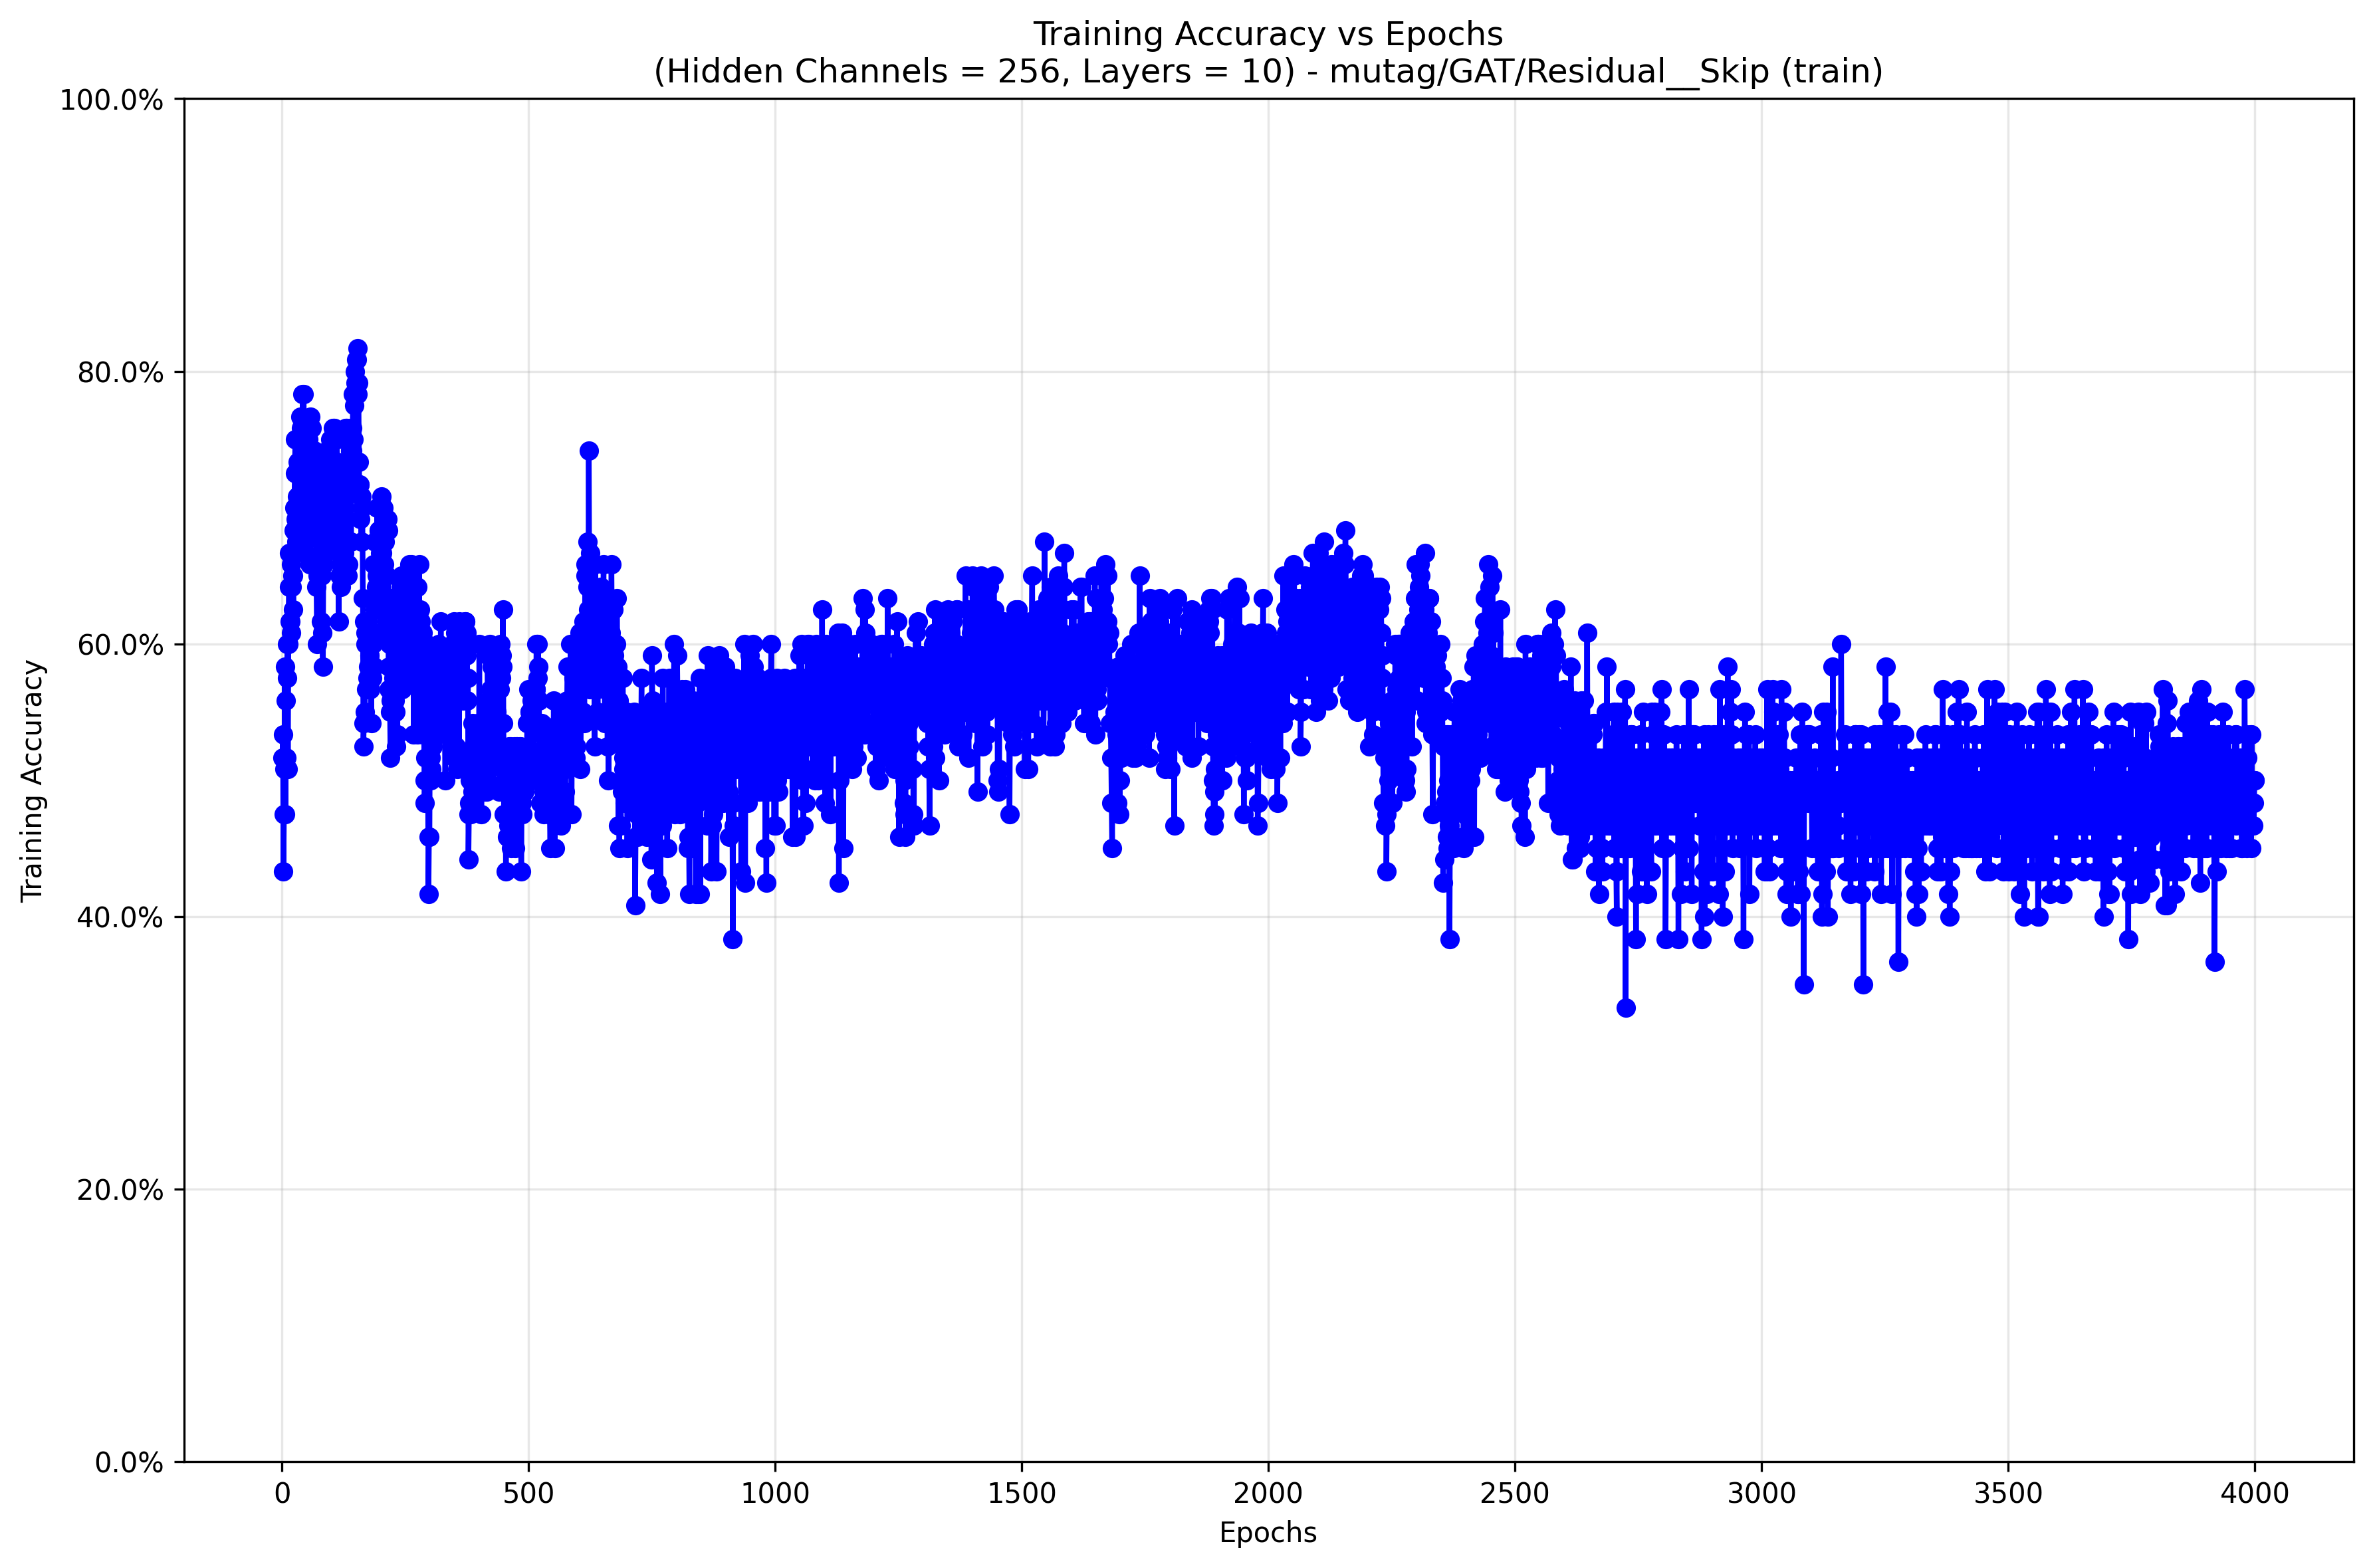 Training Accuracy vs Epochs
(Hidden Channels = 256, Layers = 10) - mutag/GAT/Residual__Skip (train)
100.0%
80.0%
60.0%
40.0%
20.0%
0.0%
Training Accuracy
0 500 1000 1500 2000 2500 3000 3500 4000
Epochs